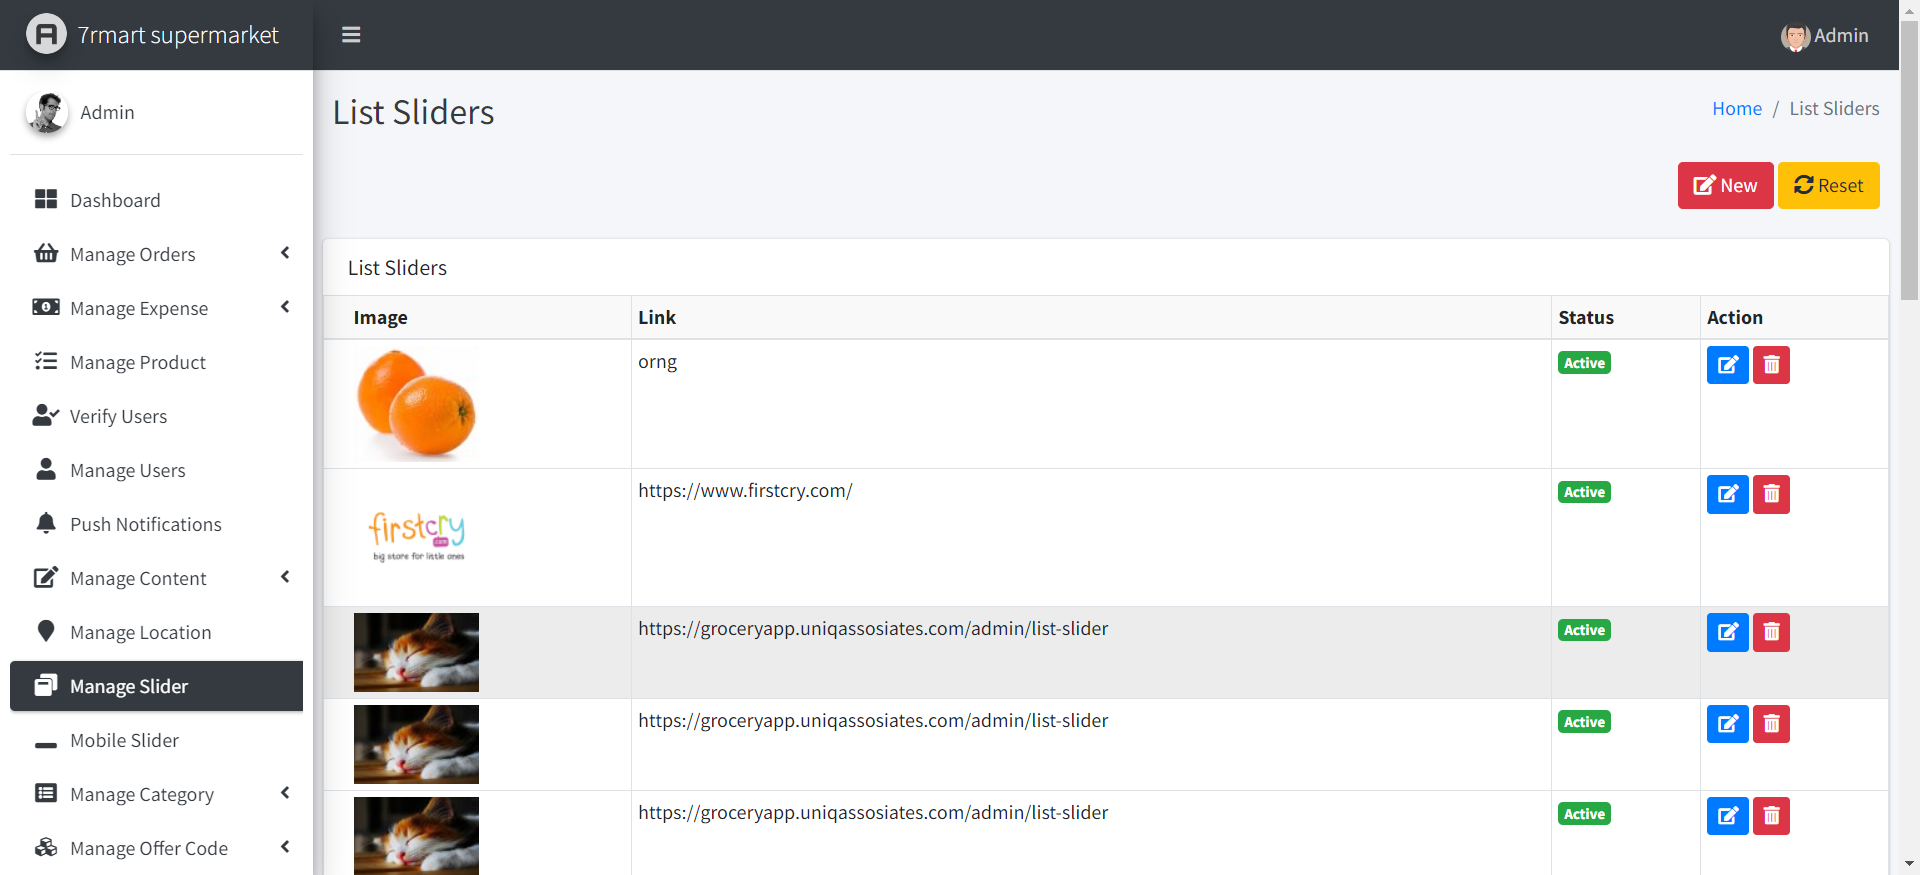 7rmart supermarket
Admin
Admin
Dashboard
Manage Orders
Manage Expense
Manage Product
Verify Users
Manage Users
Push Notifications
Manage Content
Manage Location
Manage Slider
Mobile Slider
Manage Category
Manage Offer Code
List Sliders
Home / List Sliders
New Reset
List Sliders
Image Link Status Action
orng Active
https://www.firstcry.com/ Active
firstcry
.com
big store for little ones
https://groceryapp.uniqassosiates.com/admin/list-slider Active
https://groceryapp.uniqassosiates.com/admin/list-slider Active
https://groceryapp.uniqassosiates.com/admin/list-slider Active